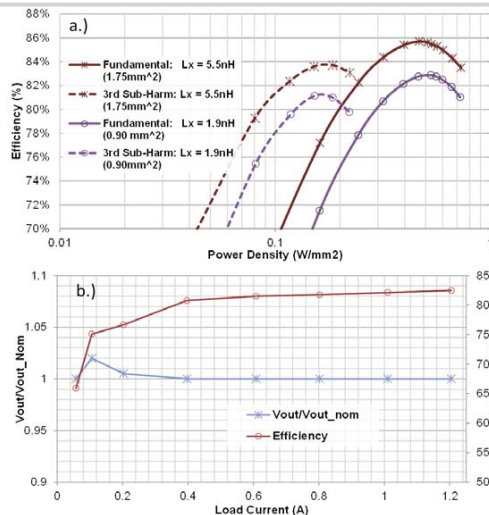 a.)
88%
86%
84%
82%
80%
78%
76%
74%
72%
70%
Efficiency (%)
Fundamental: Lx = 5.5nH
(1.75mm^2)
3rd Sub-Harm: Lx = 5.5nH
(1.75mm^2)
Fundamental: Lx = 1.9nH
(0.90 mm^2)
3rd Sub-Harm: Lx = 1.9nH
(0.90mm^2)
0.01
0.1
Power Density (W/mm2)
b.)
1.1
1.05
1
0.95
0.9
Vout/Vout_Nom
85
80
75
70
65
60
55
50
Vout/Vout_nom
Efficiency
0
0.2
0.4
0.6
0.8
1
1.2
Load Current (A)